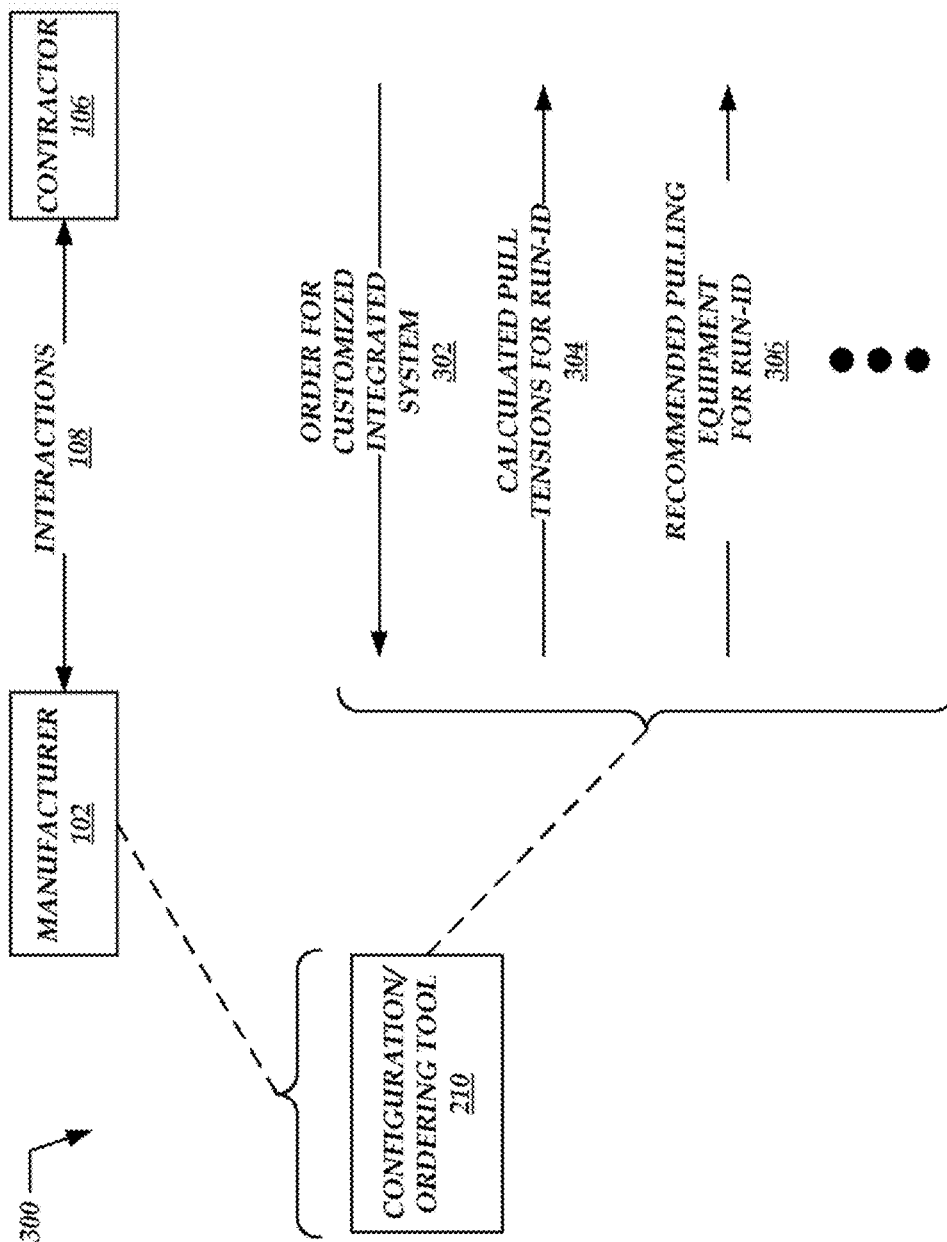 300
MANUFACTURER
102
INTERACTIONS
108
CONTRACTOR
106
CONFIGURATION/
ORDERING TOOL
210
ORDER FOR
CUSTOMIZED
INTEGRATED
SYSTEM
302
CALCULATED PULL
TENSIONS FOR RUN-ID
304
RECOMMENDED PULLING
EQUIPMENT
FOR RUN-ID
306